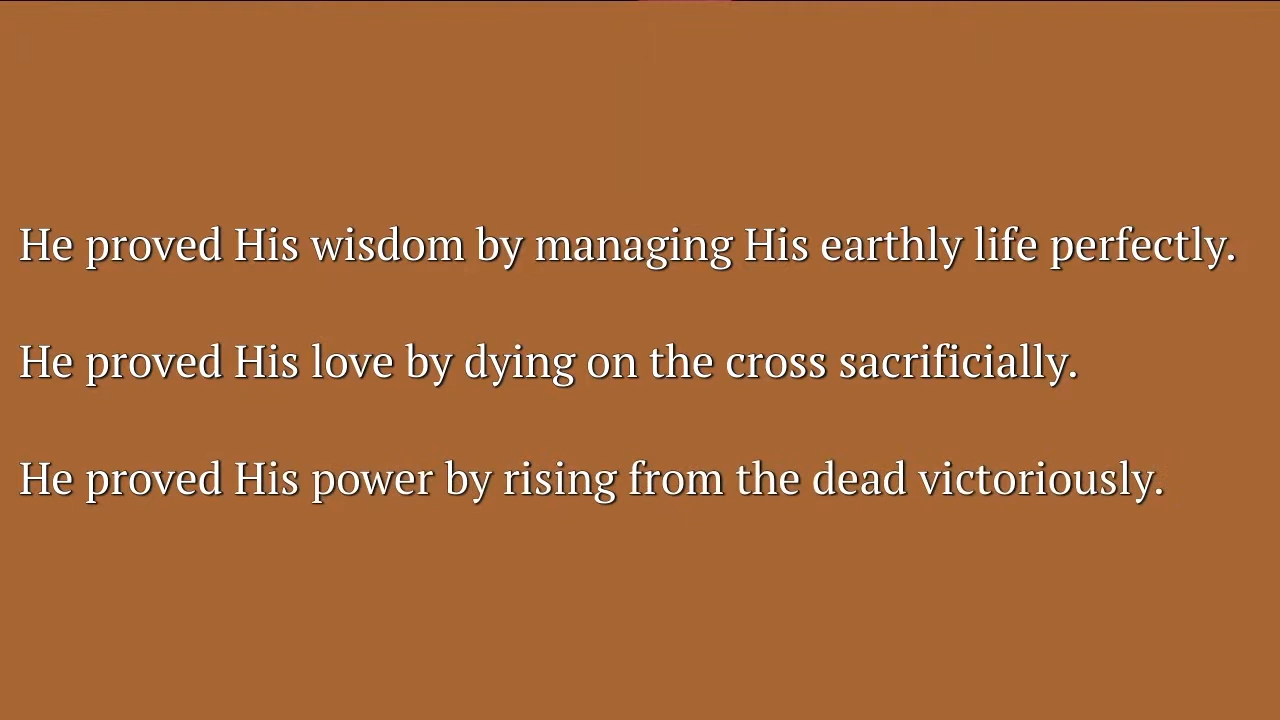 He proved His wisdom by managing His earthly life perfectly.
He proved His love by dying on the cross sacrificially.
He proved His power by rising from the dead victoriously.